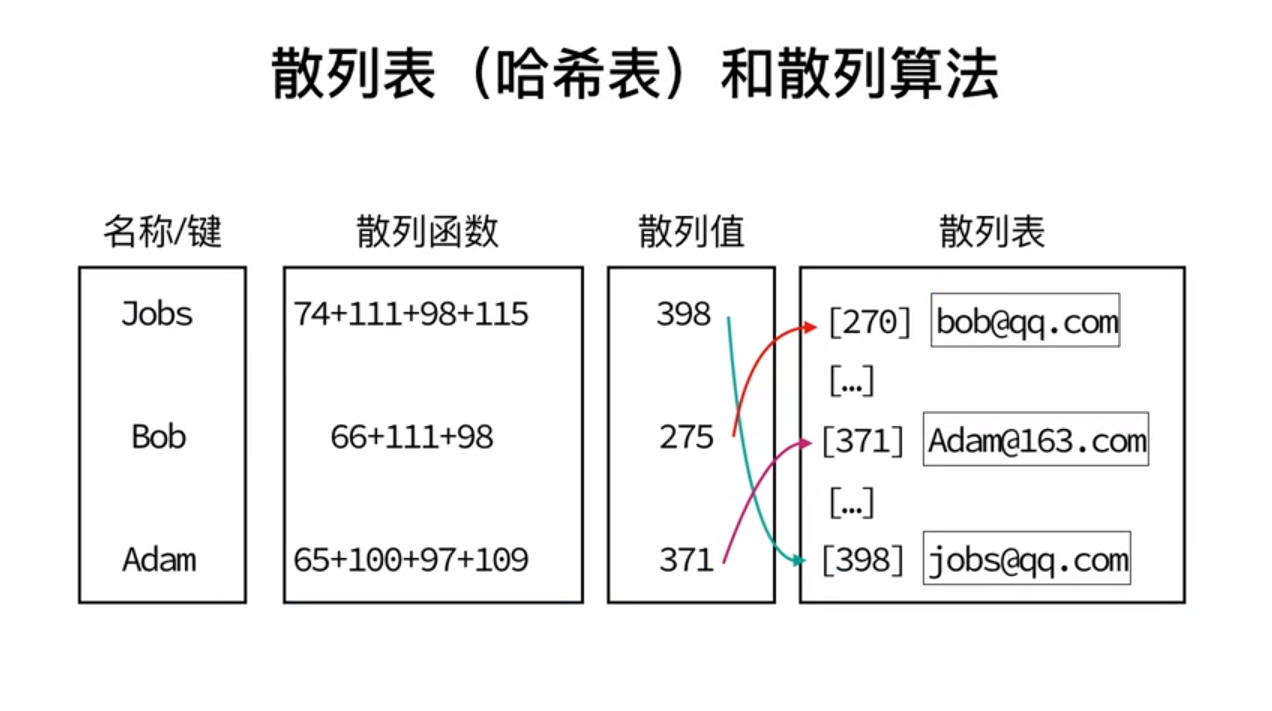 散列表（哈希表）和散列算法
名称/键 散列函数 散列值 散列表
Jobs 74+111+98+115 398 [270] bob@qq.com
[…]
Bob 66+111+98 275 [371] Adam@163.com
[…]
Adam 65+100+97+109 371 [398] jobs@qq.com